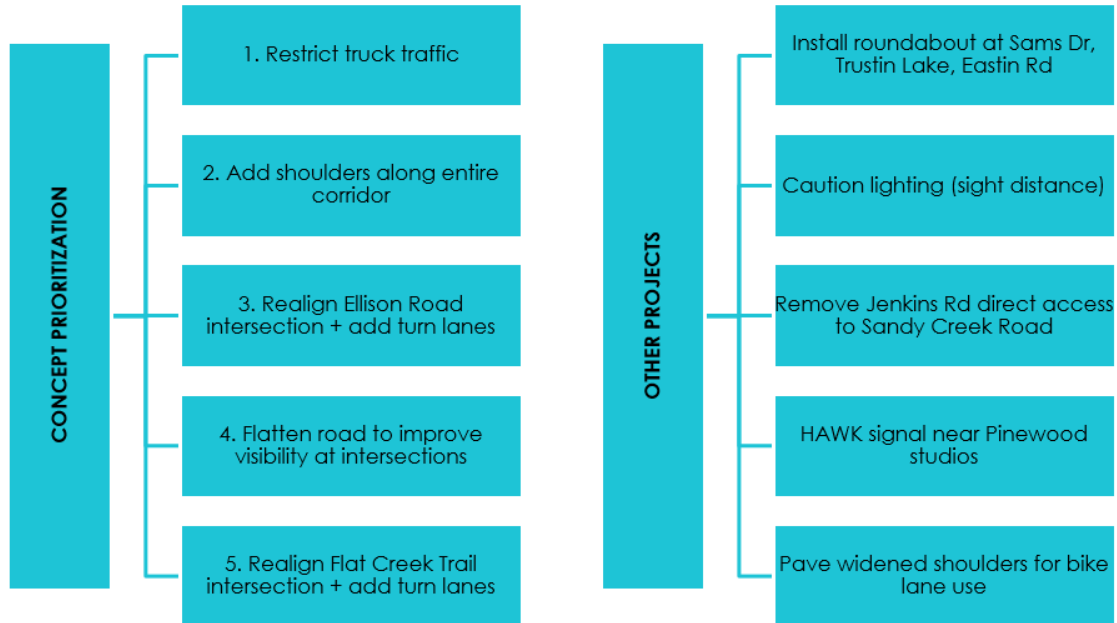 CONCEPT PRIORITIZATION
1. Restrict truck traffic
2. Add shoulders along entire
corridor
3. Realign Ellison Road
intersection + add turn lanes
4. Flatten road to improve
visibility at intersections
5. Realign Flat Creek Trail
intersection + add turn lanes
OTHER PROJECTS
Install roundabout at Sams Dr,
Trustin Lake, Eastin Rd
Caution lighting (sight distance)
Remove Jenkins Rd direct access
to Sandy Creek Road
HAWK signal near Pinewood
studios
Pave widened shoulders for bike
lane use